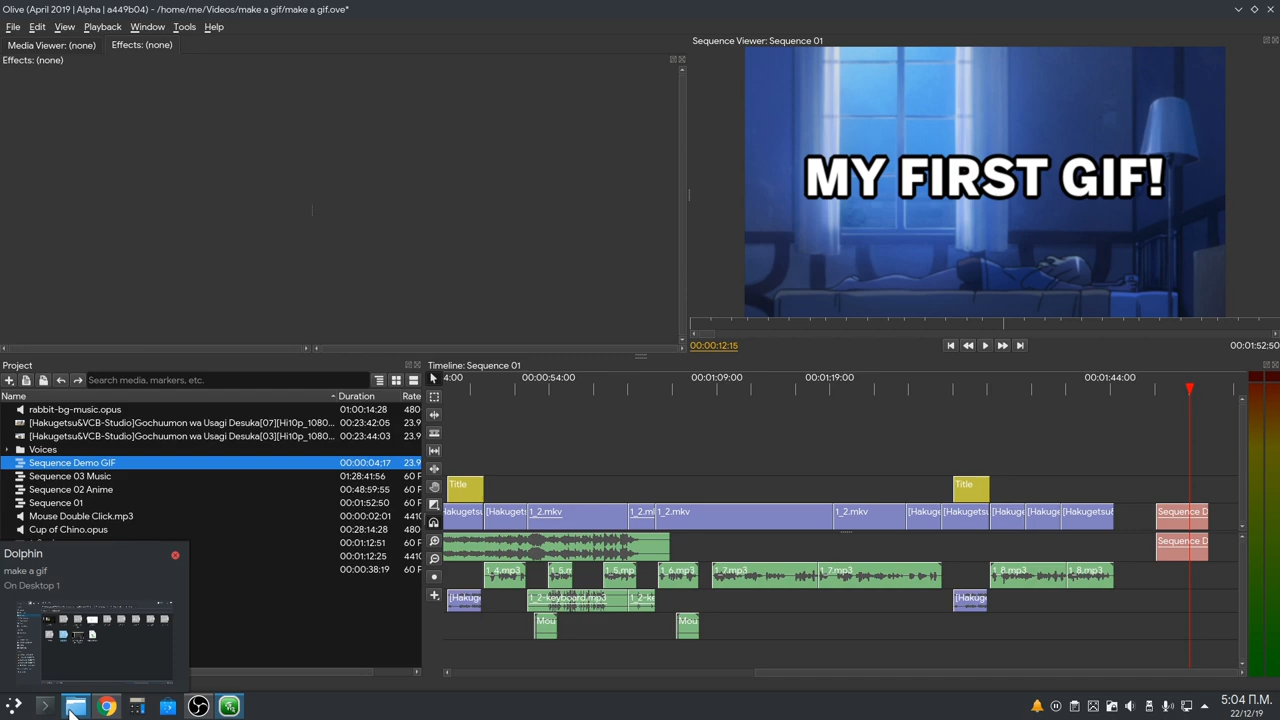 Olive (April 2019 | Alpha | a449b04) - /home/me/Videos/make a gif/make a gif.ove*
File Edit View Playback Window Tools Help
Media Viewer: (none) Effects: (none)
Effects: (none)
Sequence Viewer: Sequence 01
MY FIRST GIF!
00:00:12:15
00:01:52:50
Project
Search media, markers, etc.
Name Duration Rate
rabbit-bg-music.opus 01:00:14:28 480
[Hakugetsu&VCB-Studio]Gochuumon wa Usagi Desuka[07][Hi10p_1080... 00:23:42:05 23.9
[Hakugetsu&VCB-Studio]Gochuumon wa Usagi Desuka[03][Hi10p_1080... 00:23:44:03 23.9
Voices
Sequence Demo GIF 00:00:04;17 23.9
Sequence 03 Music 01:28:41:56 60 F
Sequence 02 Anime 00:48:59:55 60 F
Sequence 01 00:01:52:50 60 F
Mouse Double Click.mp3 00:00:02:01 441
Cup of Chino.opus 00:28:14:28 480
00:01:12:51 60 F
00:01:12:25 4410
00:00:38:19 60 F
Timeline: Sequence 01
4:00 00:00:54:00 00:01:09:00 00:01:19:00 00:01:44:00
Title Title
Hakugetsu [Hakugets 1_2.mkv 1_2.ml 1_2.mkv 1_2.mkv [Hakuge [Hakugetsu [Hakuge [Hakuge [Hakugetsu& Sequence D
Sequence D
1_4.mp3 1_5.m 1_5.mp 1_6.mp3 1_7.mp3 1_7.mp3 1_8.mp3 1_8.mp3
[Hakuge 1_2-keyboard.mp3 1_2-ke [Hakuge
Mou Mou
Dolphin
make a gif
On Desktop 1
5:04 Π.Μ.
22/12/19